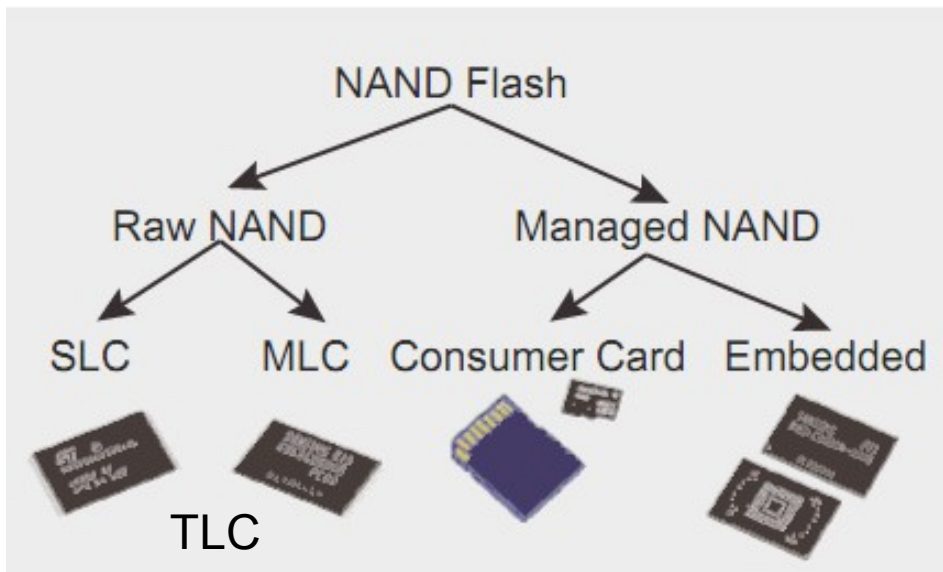 NAND Flash
Raw NAND
Managed NAND
SLC
MLC
Consumer Card
Embedded
TLC